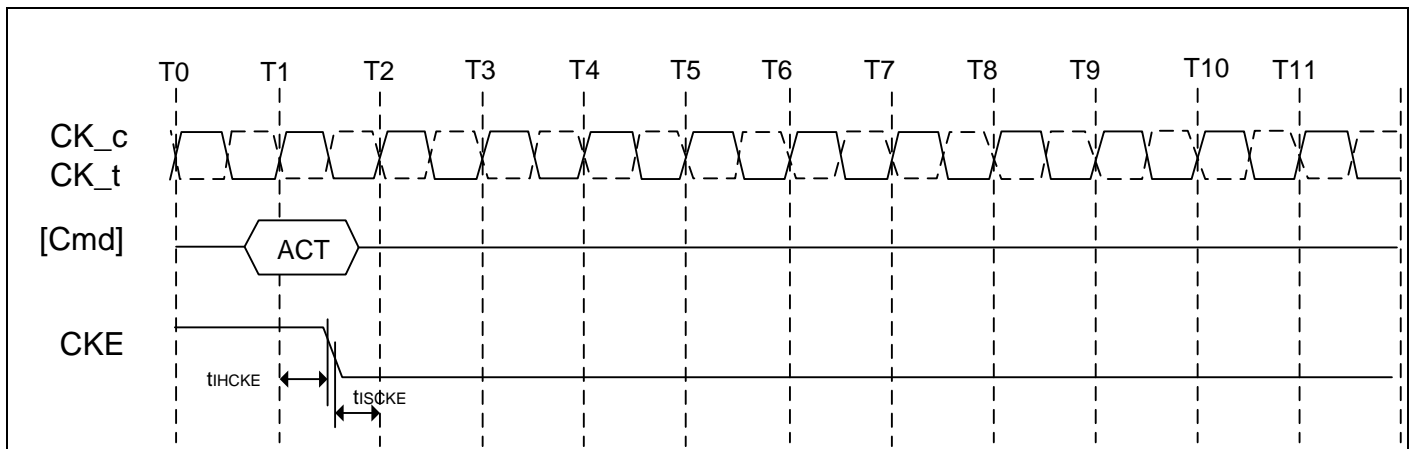 T0 T1 T2 T3 T4 T5 T6 T7 T8 T9 T10 T11
CK_c
CK_t
[Cmd] ACT
CKE
tIHCKE
tISCKE